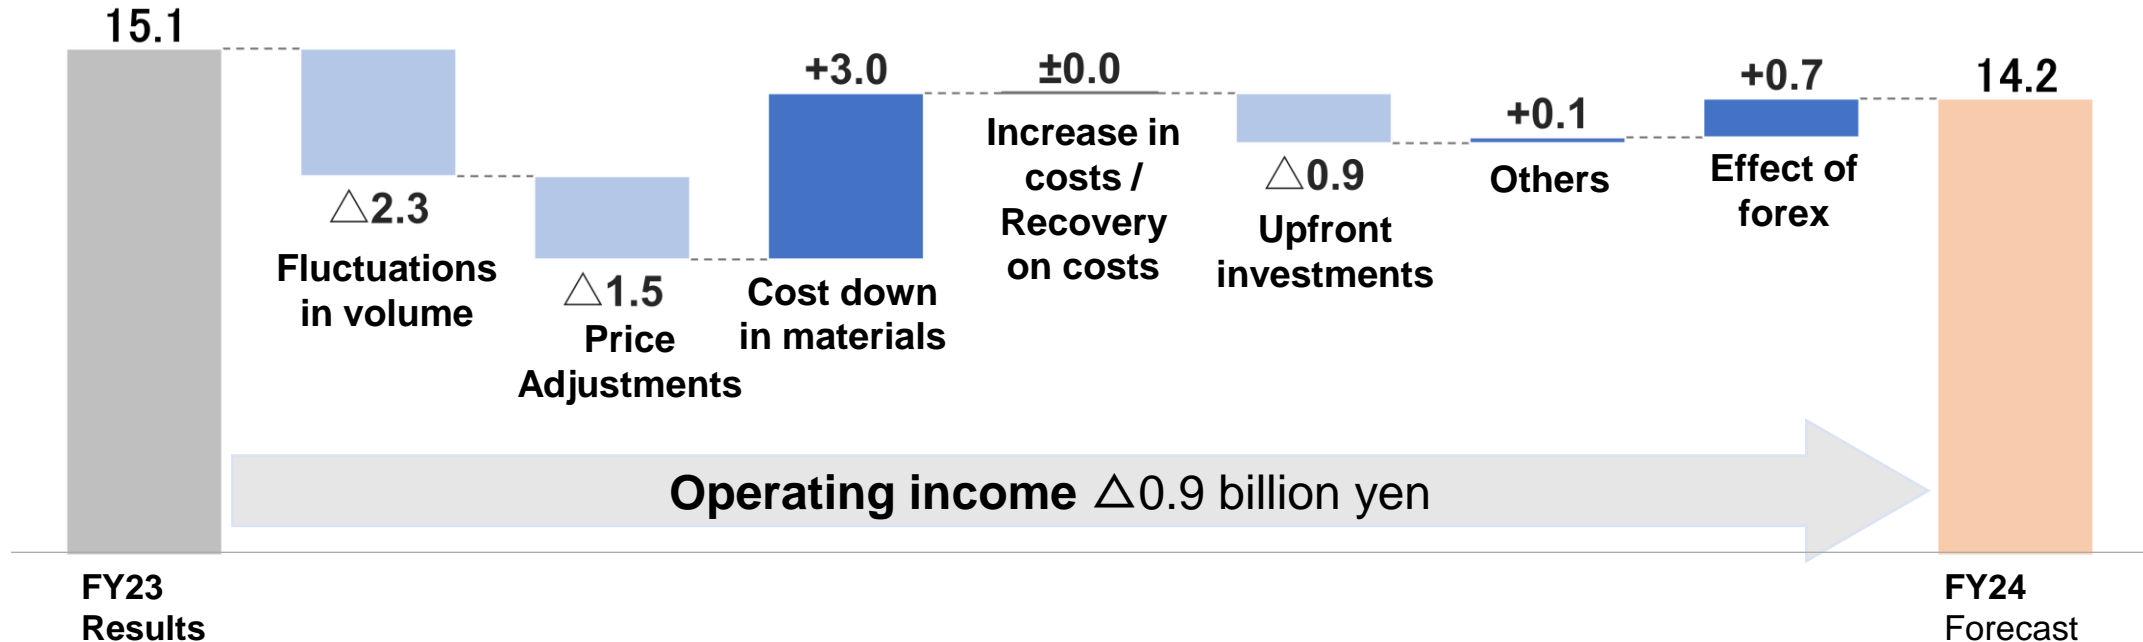 15.1
△2.3
Fluctuations
in volume
△1.5
Price
Adjustments
+3.0
Cost down
in materials
±0.0
Increase in
costs /
Recovery
on costs
△0.9
Upfront
investments
+0.1
Others
+0.7
Effect of
forex
14.2
Operating income △0.9 billion yen
FY23
Results
FY24
Forecast